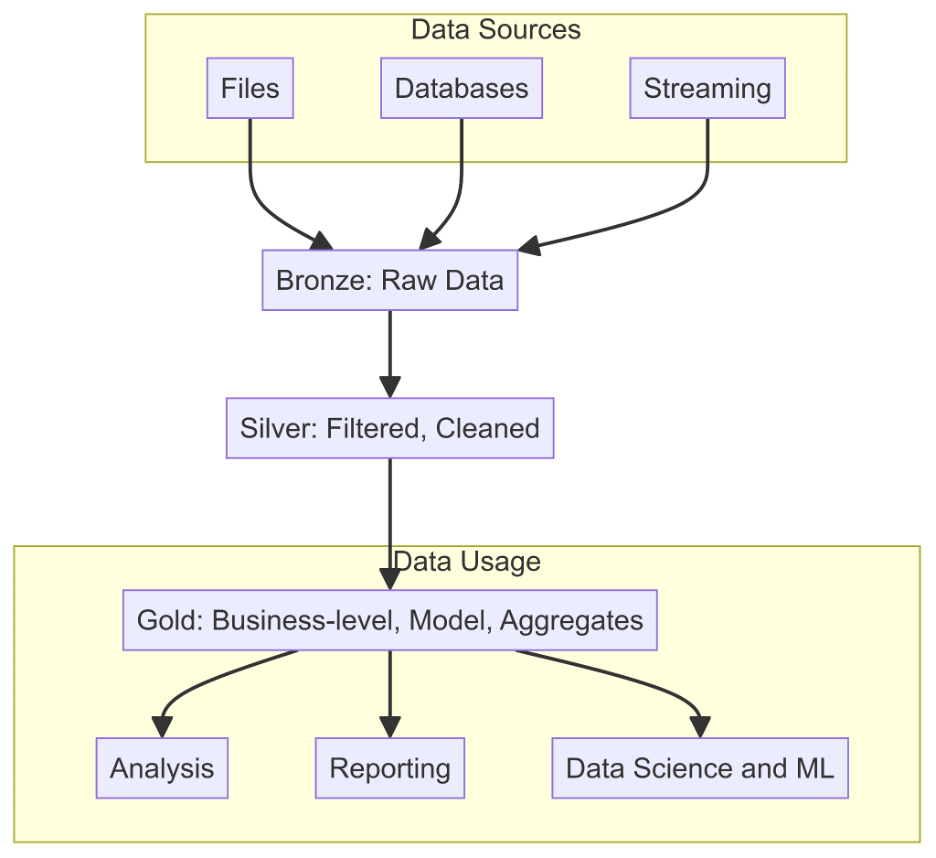 Data Sources
Files
Databases
Streaming
Bronze: Raw Data
Silver: Filtered, Cleaned
Data Usage
Gold: Business-level, Model, Aggregates
Analysis
Reporting
Data Science and ML